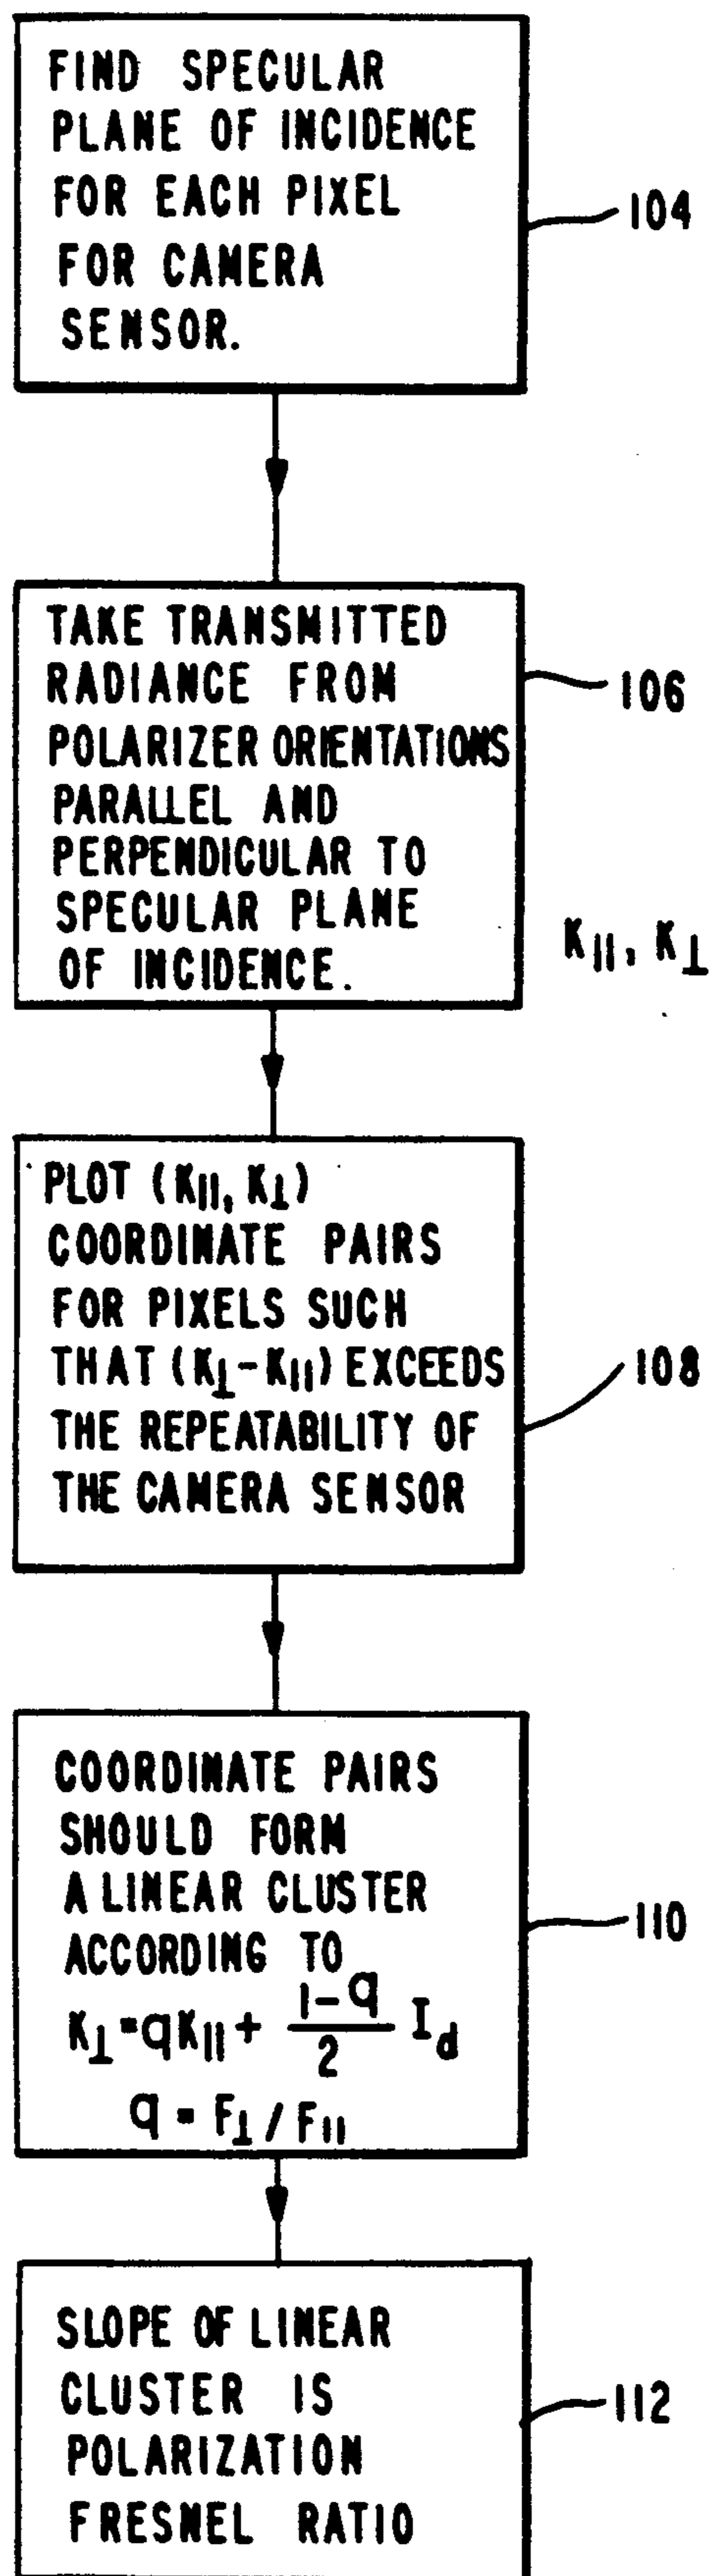 FIND SPECULAR
PLANE OF INCIDENCE
FOR EACH PIXEL
FOR CAMERA
SENSOR.
104
TAKE TRANSMITTED
RADIANCE FROM
POLARIZER ORIENTATIONS
PARALLEL AND
PERPENDICULAR TO
SPECULAR PLANE
OF INCIDENCE.
106
K||, K⊥
PLOT (K||, K⊥)
COORDINATE PAIRS
FOR PIXELS SUCH
THAT (K⊥-K||) EXCEEDS
THE REPEATABILITY OF
THE CAMERA SENSOR
108
COORDINATE PAIRS
SHOULD FORM
A LINEAR CLUSTER
ACCORDING TO
K⊥=qK||+ 1-q/2 Id
q = F⊥ / F||
110
SLOPE OF LINEAR
CLUSTER IS
POLARIZATION
FRESNEL RATIO
112